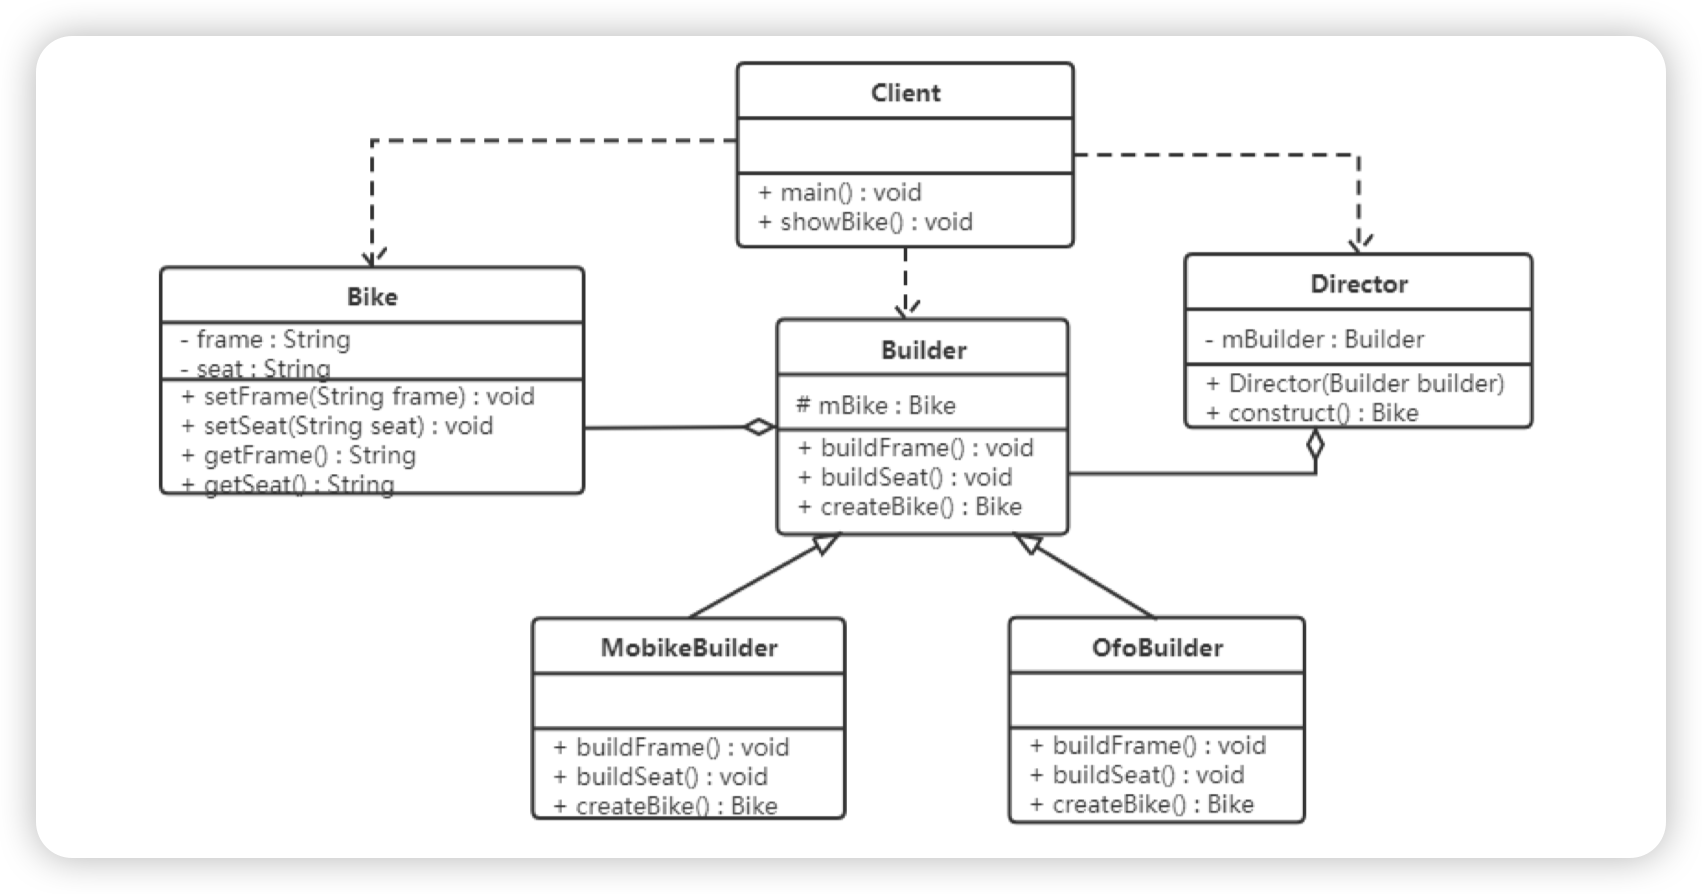 Client
+ main() : void
+ showBike() : void
Bike
- frame : String
- seat : String
+ setFrame(String frame) : void
+ setSeat(String seat) : void
+ getFrame() : String
+ getSeat() : String
Builder
# mBike : Bike
+ buildFrame() : void
+ buildSeat() : void
+ createBike() : Bike
Director
- mBuilder : Builder
+ Director(Builder builder)
+ construct() : Bike
MobikeBuilder
+ buildFrame() : void
+ buildSeat() : void
+ createBike() : Bike
OfoBuilder
+ buildFrame() : void
+ buildSeat() : void
+ createBike() : Bike